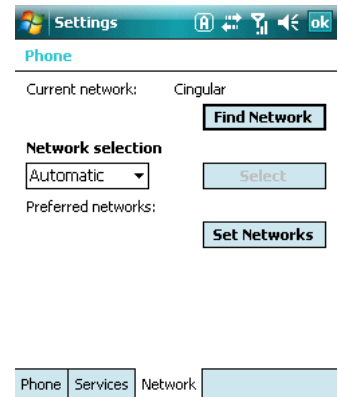 Settings A ok
Phone
Current network: Cingular
Find Network
Network selection
Automatic Select
Preferred networks:
Set Networks
Phone Services Network